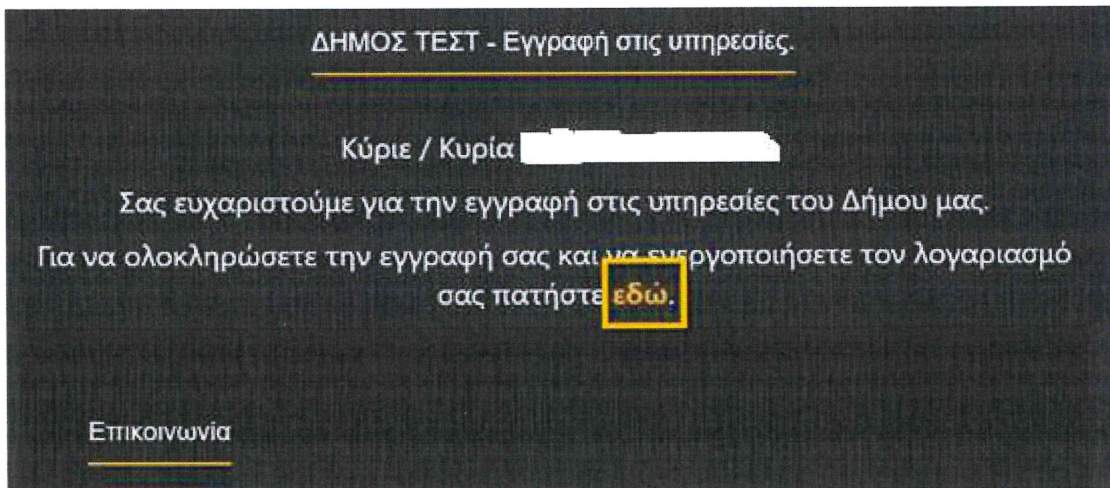 ΔΗΜΟΣ ΤΕΣΤ - Εγγραφή στις υπηρεσίες.
Κύριε / Κυρία
Σας ευχαριστούμε για την εγγραφή στις υπηρεσίες του Δήμου μας.
Για να ολοκληρώσετε την εγγραφή σας και να ενεργοποιήσετε τον λογαριασμό
σας πατήστε εδώ.
Επικοινωνία